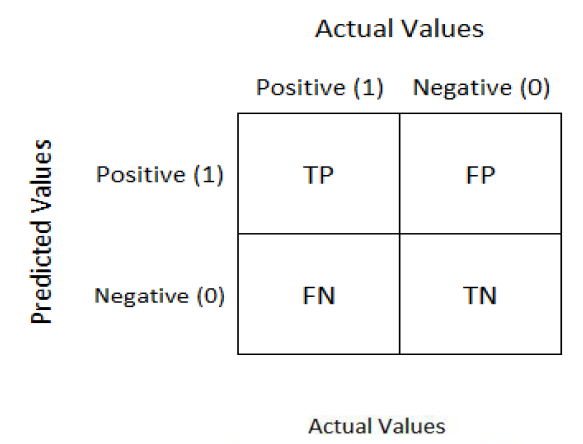 Actual Values
Positive (1) Negative (0)
Predicted Values
Positive (1) TP FP
Negative (0) FN TN
Actual Values